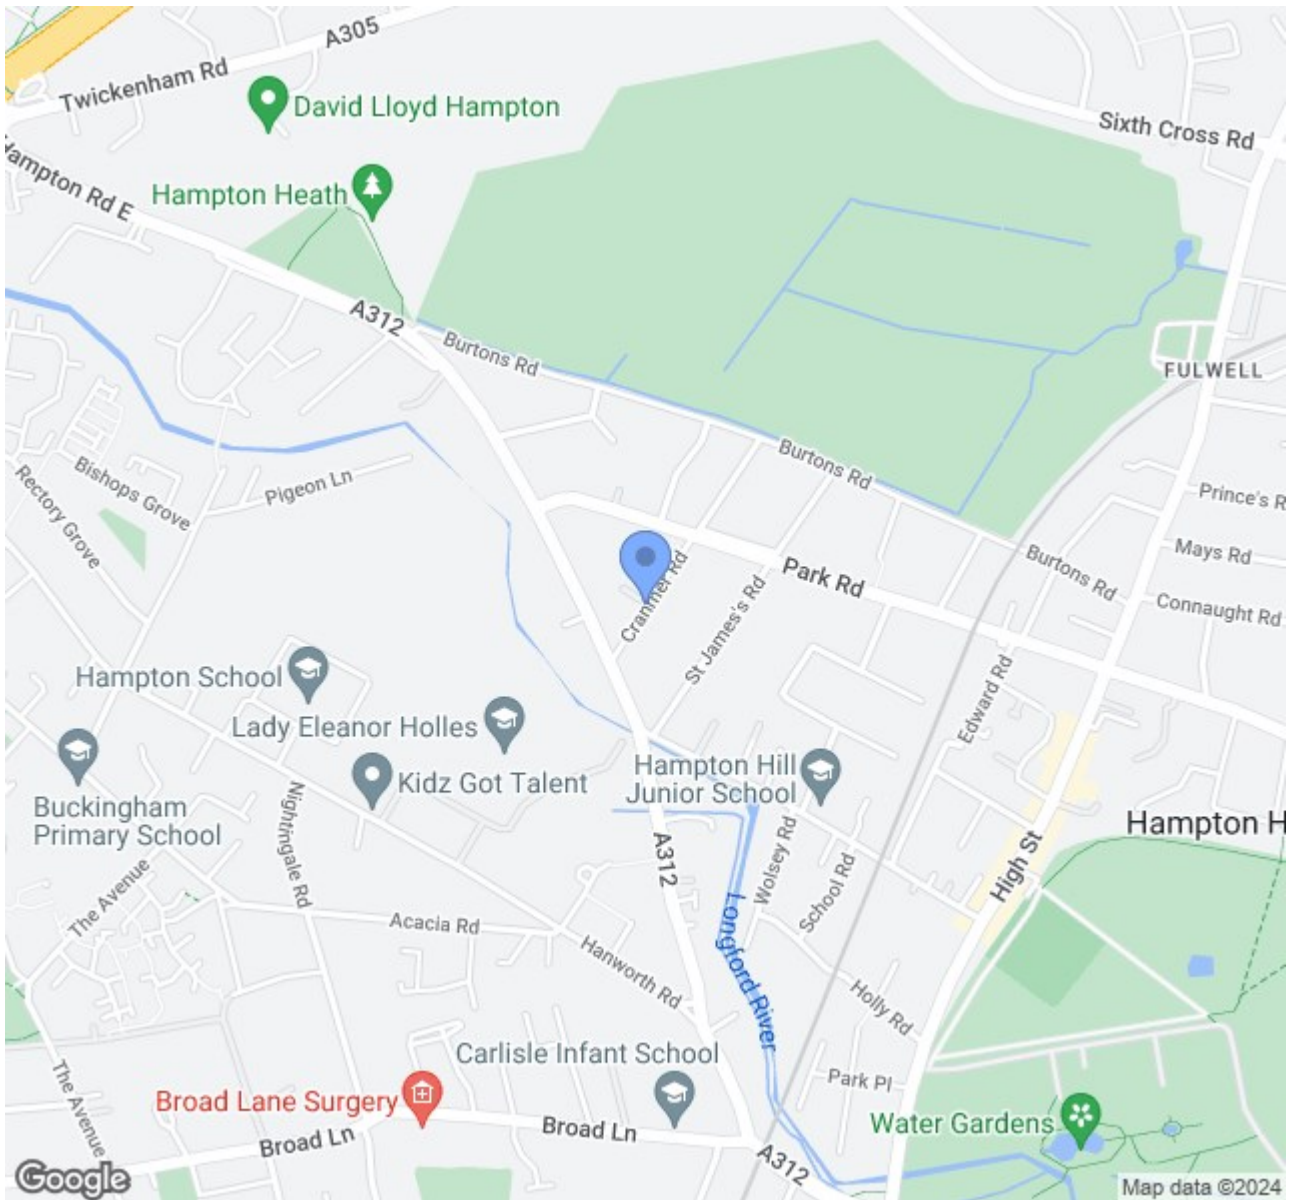 A305
Twickenham Rd
David Lloyd Hampton
Sixth Cross Rd
Hampton Rd E
Hampton Heath
A312
Burtons Rd
FULWELL
Burtons Rd
Bishops Grove
Rectory Grove
Pigeon Ln
Prince's R
Mays Rd
Burtons Rd
Park Rd
Connaught Rd
Cranmer Rd
St James's Rd
Hampton School
Edward Rd
Lady Eleanor Holles
Hampton Hill
Junior School
Kidz Got Talent
Buckingham
Primary School
Nightingale Rd
Hampton H
A312
Wolsey Rd
High St
The Avenue
School Rd
Acacia Rd
Longford River
Hanworth Rd
Holly Rd
Carlisle Infant School
The Avenue
Park Pl
Broad Lane Surgery
Water Gardens
Broad Ln
Broad Ln
A312
Google
Map data ©2024